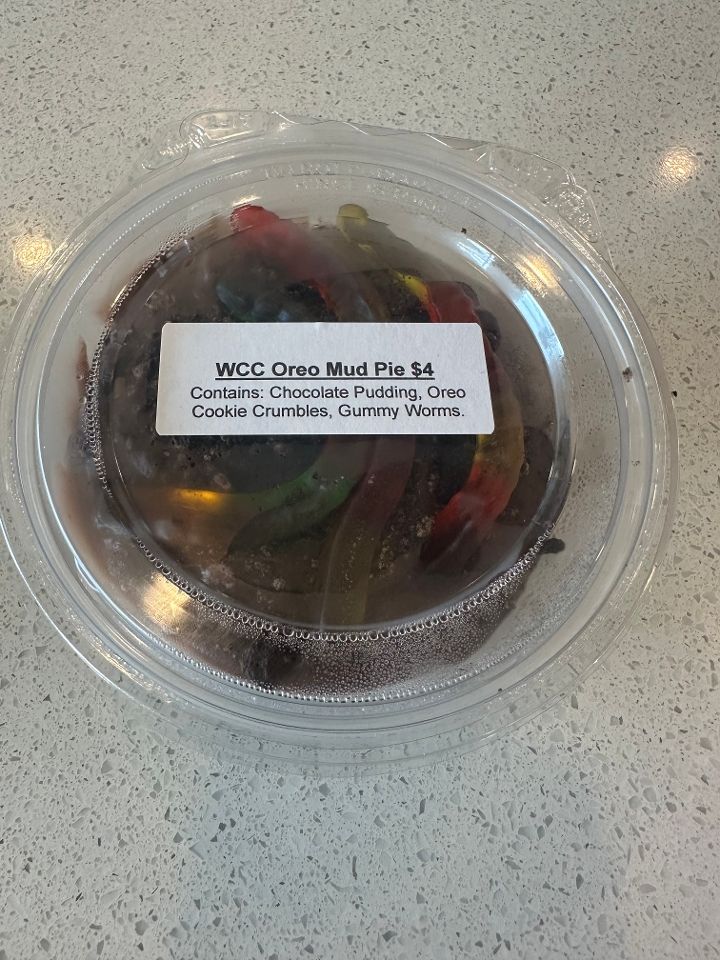 WCC Oreo Mud Pie $4
Contains: Chocolate Pudding, Oreo
Cookie Crumbles, Gummy Worms.